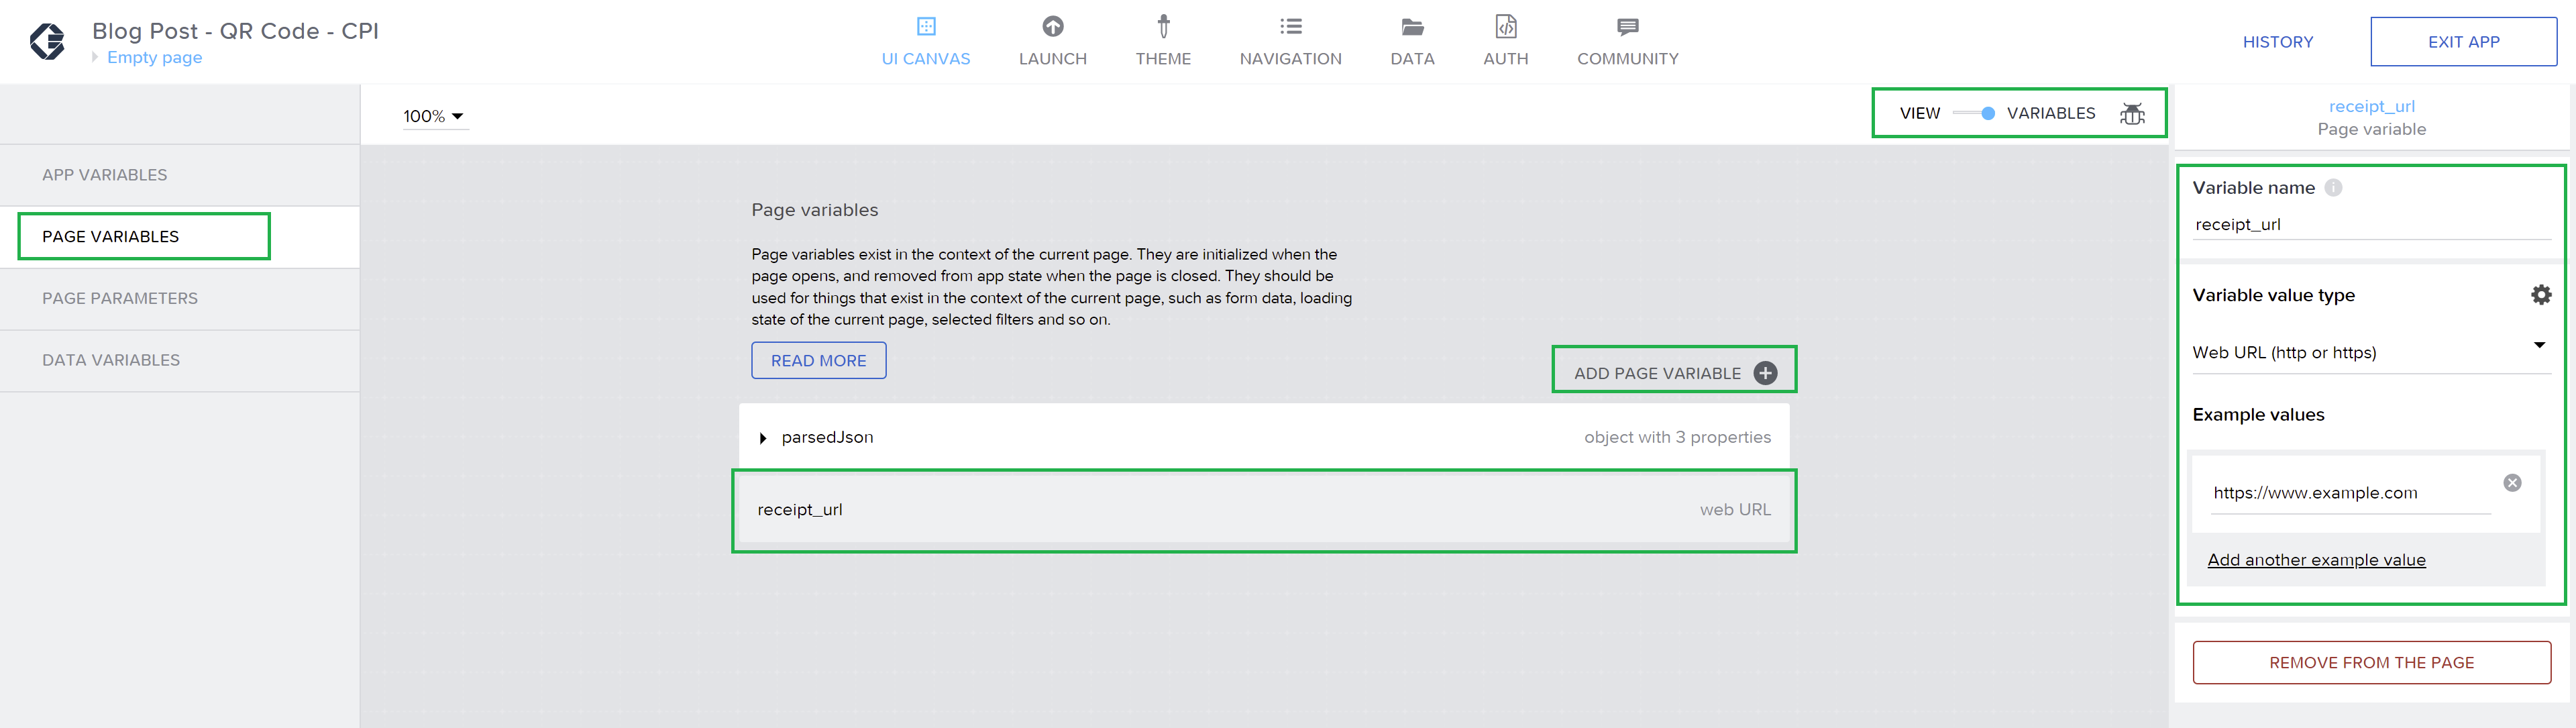 Blog Post - QR Code - CPI
Empty page
UI CANVAS
LAUNCH
THEME
NAVIGATION
DATA
AUTH
COMMUNITY
HISTORY
EXIT APP
100%
VIEW
VARIABLES
APP VARIABLES
PAGE VARIABLES
PAGE PARAMETERS
DATA VARIABLES
Page variables
Page variables exist in the context of the current page. They are initialized when the
page opens, and removed from app state when the page is closed. They should be
used for things that exist in the context of the current page, such as form data, loading
state of the current page, selected filters and so on.
READ MORE
ADD PAGE VARIABLE
parsedJson
object with 3 properties
receipt_url
web URL
receipt_url
Page variable
Variable name
receipt_url
Variable value type
Web URL (http or https)
Example values
https://www.example.com
Add another example value
REMOVE FROM THE PAGE